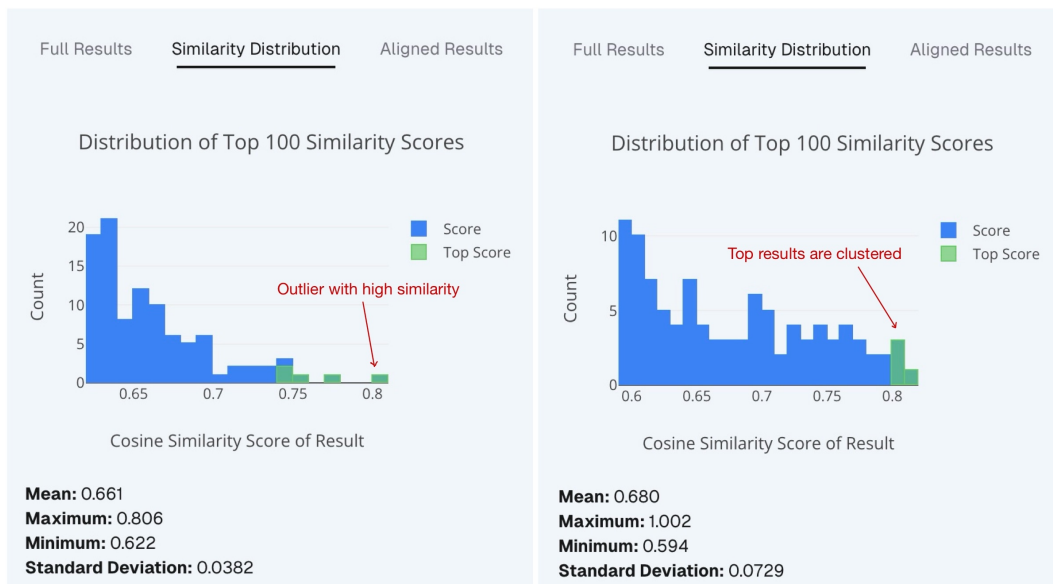 Full Results Similarity Distribution Aligned Results
Distribution of Top 100 Similarity Scores
20
15
10
5
0
Count
Score
Top Score
Outlier with high similarity
0.65 0.7 0.75 0.8
Cosine Similarity Score of Result
Mean: 0.661
Maximum: 0.806
Minimum: 0.622
Standard Deviation: 0.0382
Full Results Similarity Distribution Aligned Results
Distribution of Top 100 Similarity Scores
10
5
0
Count
Score
Top Score
Top results are clustered
0.6 0.65 0.7 0.75 0.8
Cosine Similarity Score of Result
Mean: 0.680
Maximum: 1.002
Minimum: 0.594
Standard Deviation: 0.0729